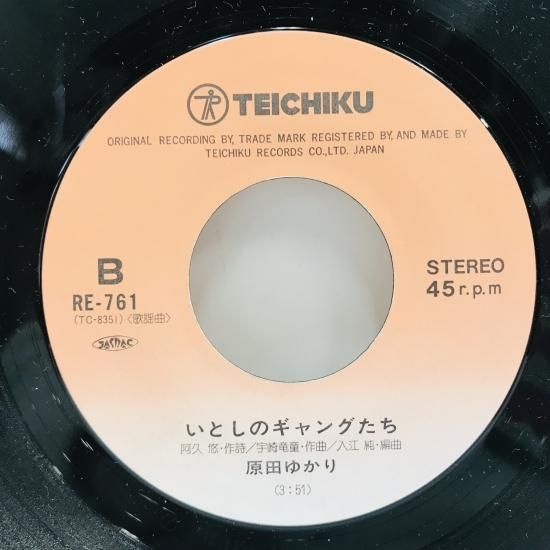 TEICHIKU
ORIGINAL RECORDING BY, TRADE MARK REGISTERED BY, AND MADE BY
TEICHIKU RECORDS CO.,LTD. JAPAN
B
STEREO
RE-761
45 r.p.m
(TC-8351)〈歌謡曲〉
JASRAC
いとしのギャングたち
阿久 悠・作詩/宇崎竜童・作曲/入江 純・編曲
原田ゆかり
(3:51)